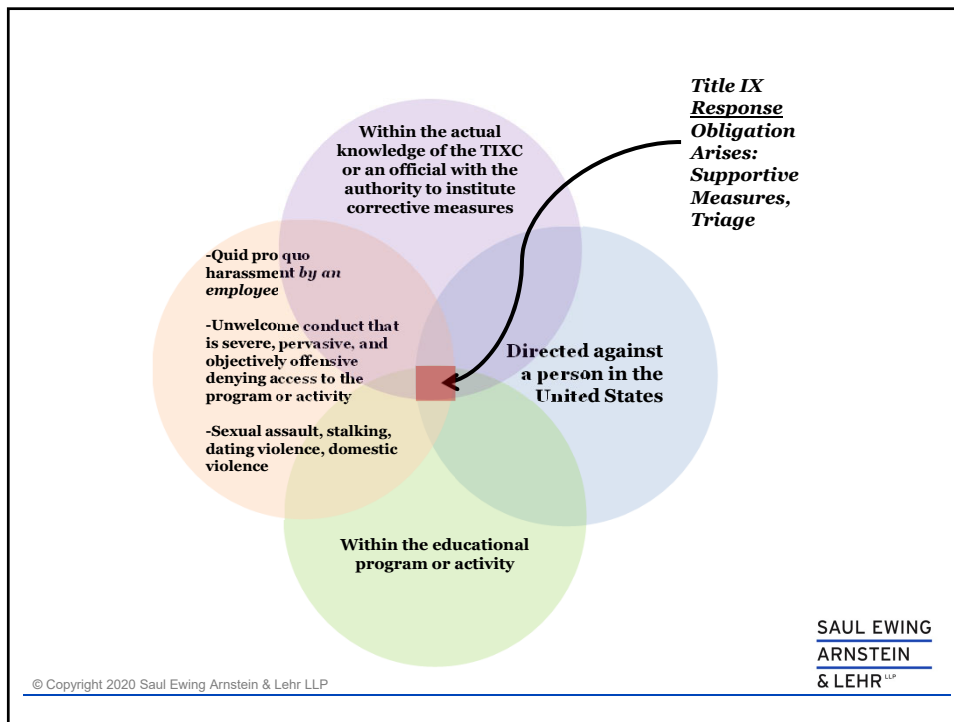 Title IX
Response
Obligation
Arises:
Supportive
Measures,
Triage
Within the actual
knowledge of the TIXC
or an official with the
authority to institute
corrective measures
-Quid pro quo
harassment by an
employee
-Unwelcome conduct that
is severe, pervasive, and
objectively offensive
denying access to the
program or activity
-Sexual assault, stalking,
dating violence, domestic
violence
Directed against
a person in the
United States
Within the educational
program or activity
SAUL EWING
ARNSTEIN
& LEHR LLP
© Copyright 2020 Saul Ewing Arnstein & Lehr LLP